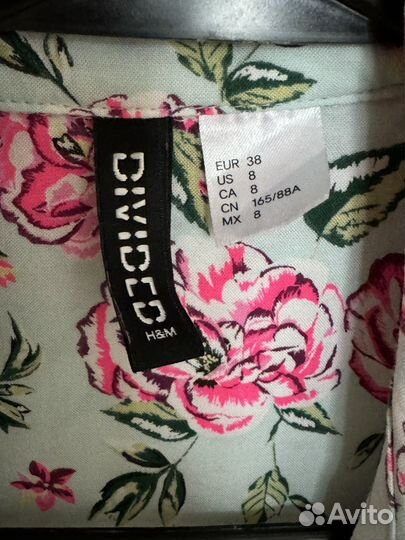 DIVIDED
H&M
EUR 38
US 8
CA 8
CN 165/88A
MX 8
Avito